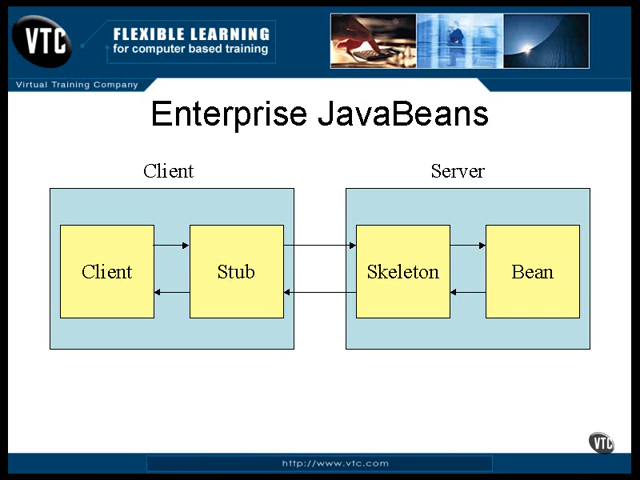 VTC
FLEXIBLE LEARNING
for computer based training
Virtual Training Company
Enterprise JavaBeans
Client
Server
Client
Stub
Skeleton
Bean
VTC
http://www.vtc.com